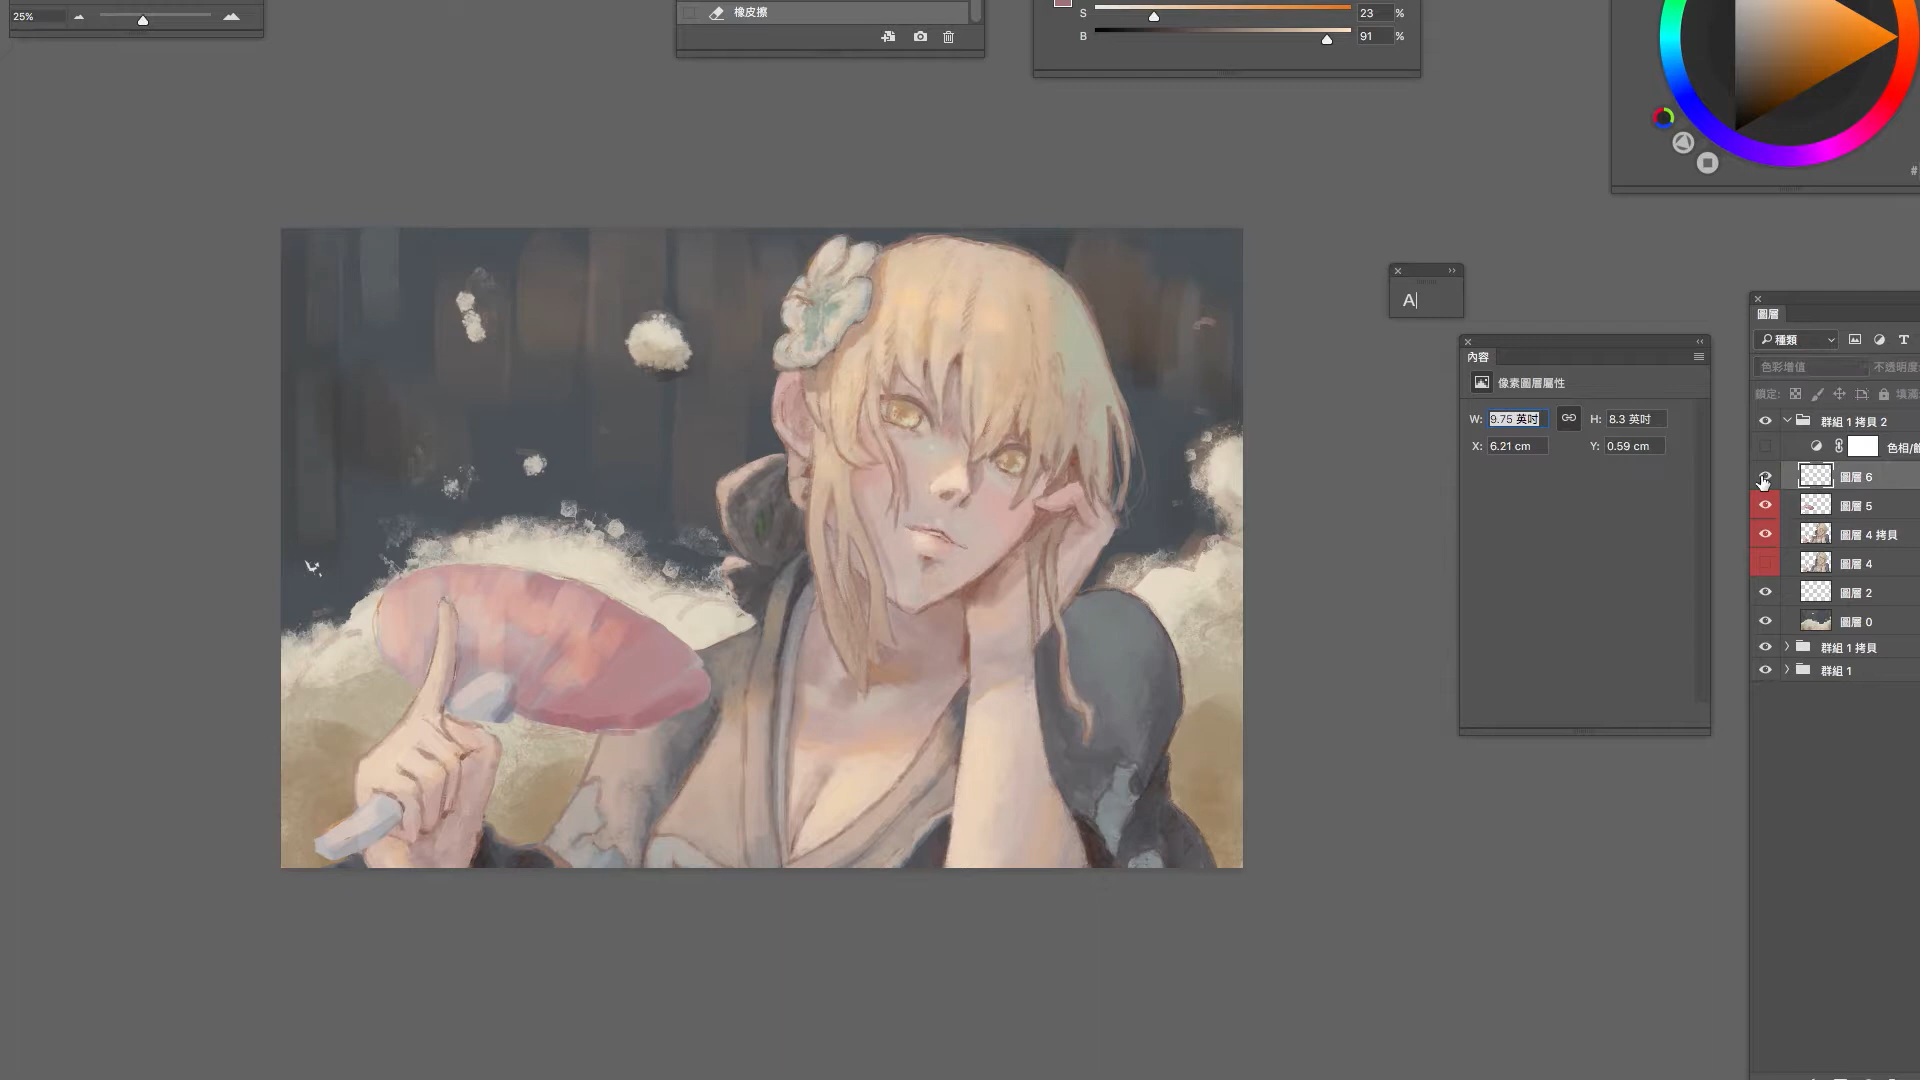 25%
橡皮擦
S 23 %
B 91 %
#
A
內容
像素圖層屬性
W: 9.75 英吋 H: 8.3 英吋
X: 6.21 cm Y: 0.59 cm
圖層
種類 T
色彩增值 不透明度:
鎖定: 填滿
群組 1 拷貝 2
色相/
圖層 6
圖層 5
圖層 4 拷貝
圖層 4
圖層 2
圖層 0
群組 1 拷貝
群組 1